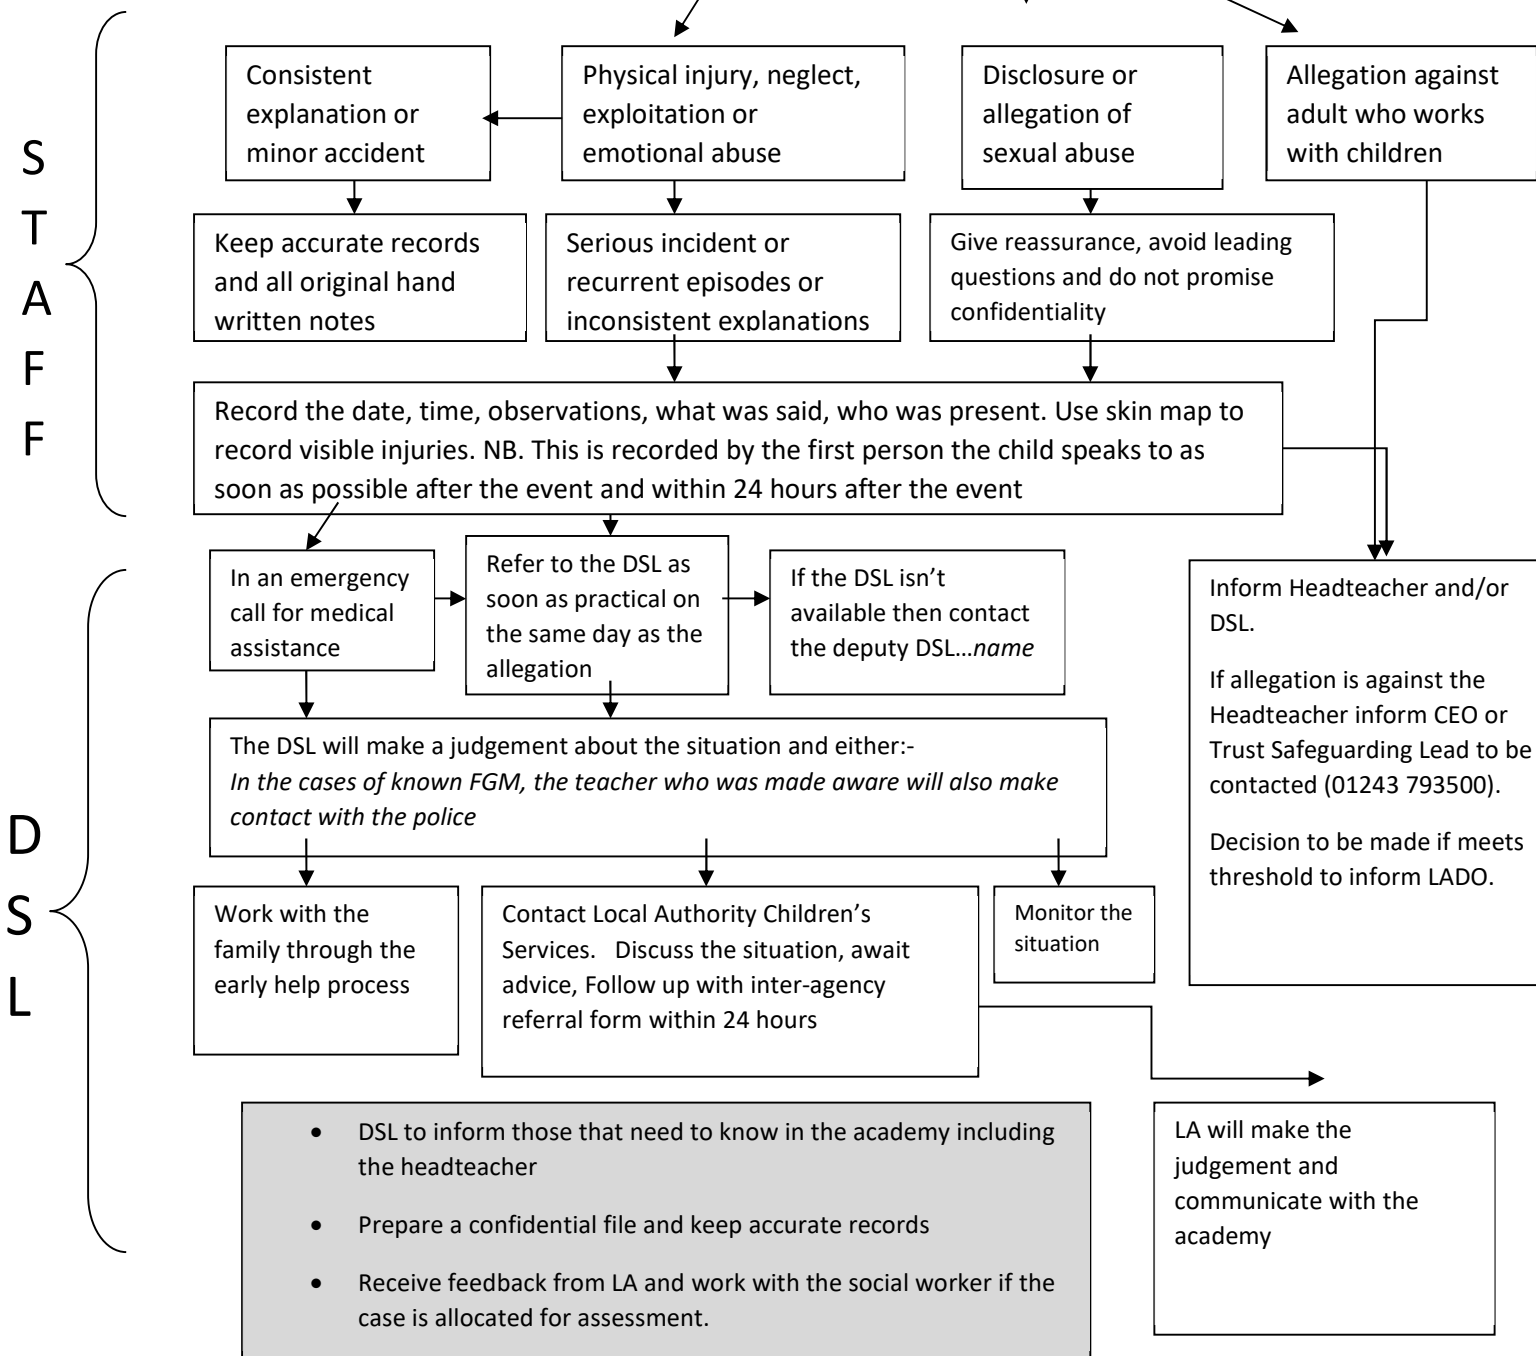 S
T
A
F
F
Consistent
explanation or
minor accident
Physical injury, neglect,
exploitation or
emotional abuse
Disclosure or
allegation of
sexual abuse
Allegation against
adult who works
with children
Keep accurate records
and all original hand
written notes
Serious incident or
recurrent episodes or
inconsistent explanations
Give reassurance, avoid leading
questions and do not promise
confidentiality
Record the date, time, observations, what was said, who was present. Use skin map to
record visible injuries. NB. This is recorded by the first person the child speaks to as
soon as possible after the event and within 24 hours after the event
D
S
L
In an emergency
call for medical
assistance
Refer to the DSL as
soon as practical on
the same day as the
allegation
If the DSL isn't
available then contact
the deputy DSL…name
Inform Headteacher and/or
DSL.
If allegation is against the
Headteacher inform CEO or
Trust Safeguarding Lead to be
contacted (01243 793500).
Decision to be made if meets
threshold to inform LADO.
The DSL will make a judgement about the situation and either:-
In the cases of known FGM, the teacher who was made aware will also make
contact with the police
Work with the
family through the
early help process
Contact Local Authority Children's
Services.   Discuss the situation, await
advice, Follow up with inter-agency
referral form within 24 hours
Monitor the
situation
• DSL to inform those that need to know in the academy including
the headteacher
• Prepare a confidential file and keep accurate records
• Receive feedback from LA and work with the social worker if the
case is allocated for assessment.
LA will make the
judgement and
communicate with the
academy